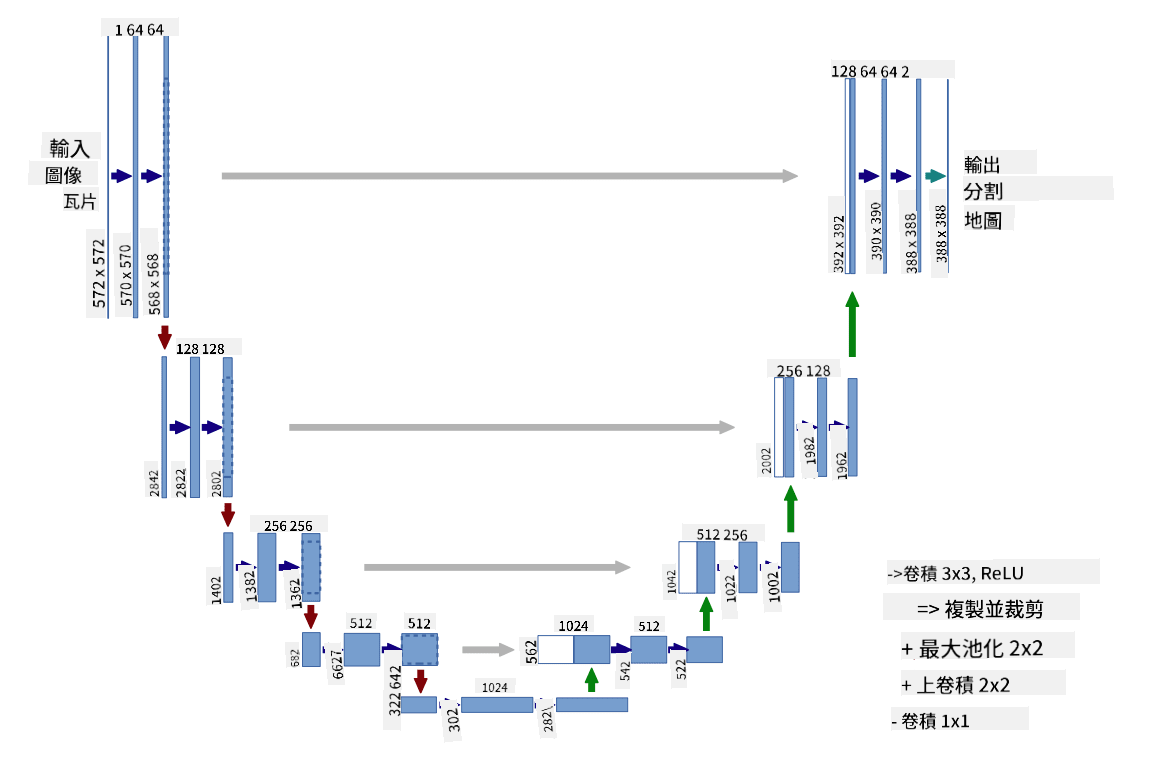 1 64 64
128 64 64 2
輸入
圖像
瓦片
輸出
分割
地圖
572 x 572
570 x 570
568 x 568
392 x 392
390 x 390
388 x 388
388 x 388
128 128
256 128
2842
2822
2802
2002
1982
1962
256 256
512 256
1402
1382
1362
1042
1022
1002
->卷積 3x3, ReLU
=> 複製並裁剪
+ 最大池化 2x2
+ 上卷積 2x2
- 卷積 1x1
512
512
1024
512
682
6627
642
562
542
522
1024
322
302
282